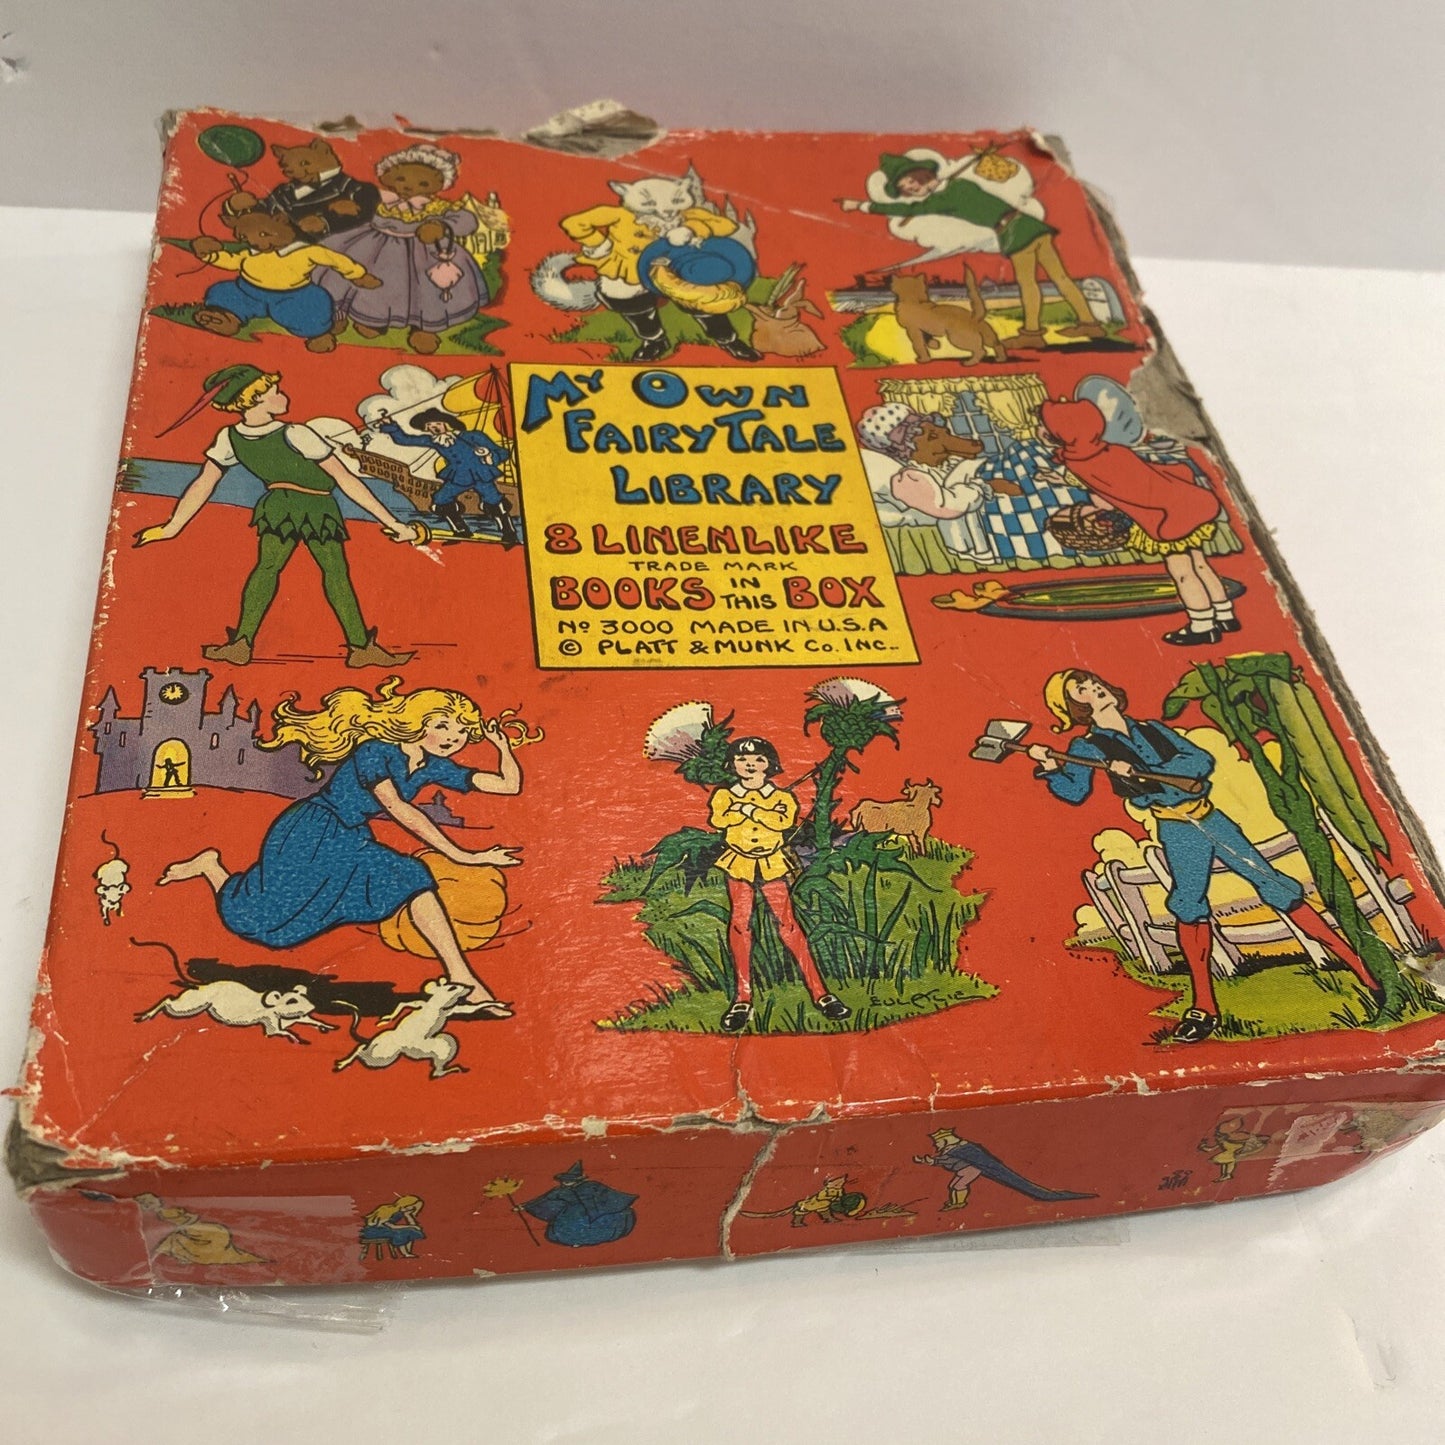 My Own
Fairy Tale
Library
8 LINENLIKE
TRADE MARK
BOOKS IN THIS BOX
Nº 3000 MADE IN U.S.A
© PLATT & MUNK Co. INC.
EULALIE